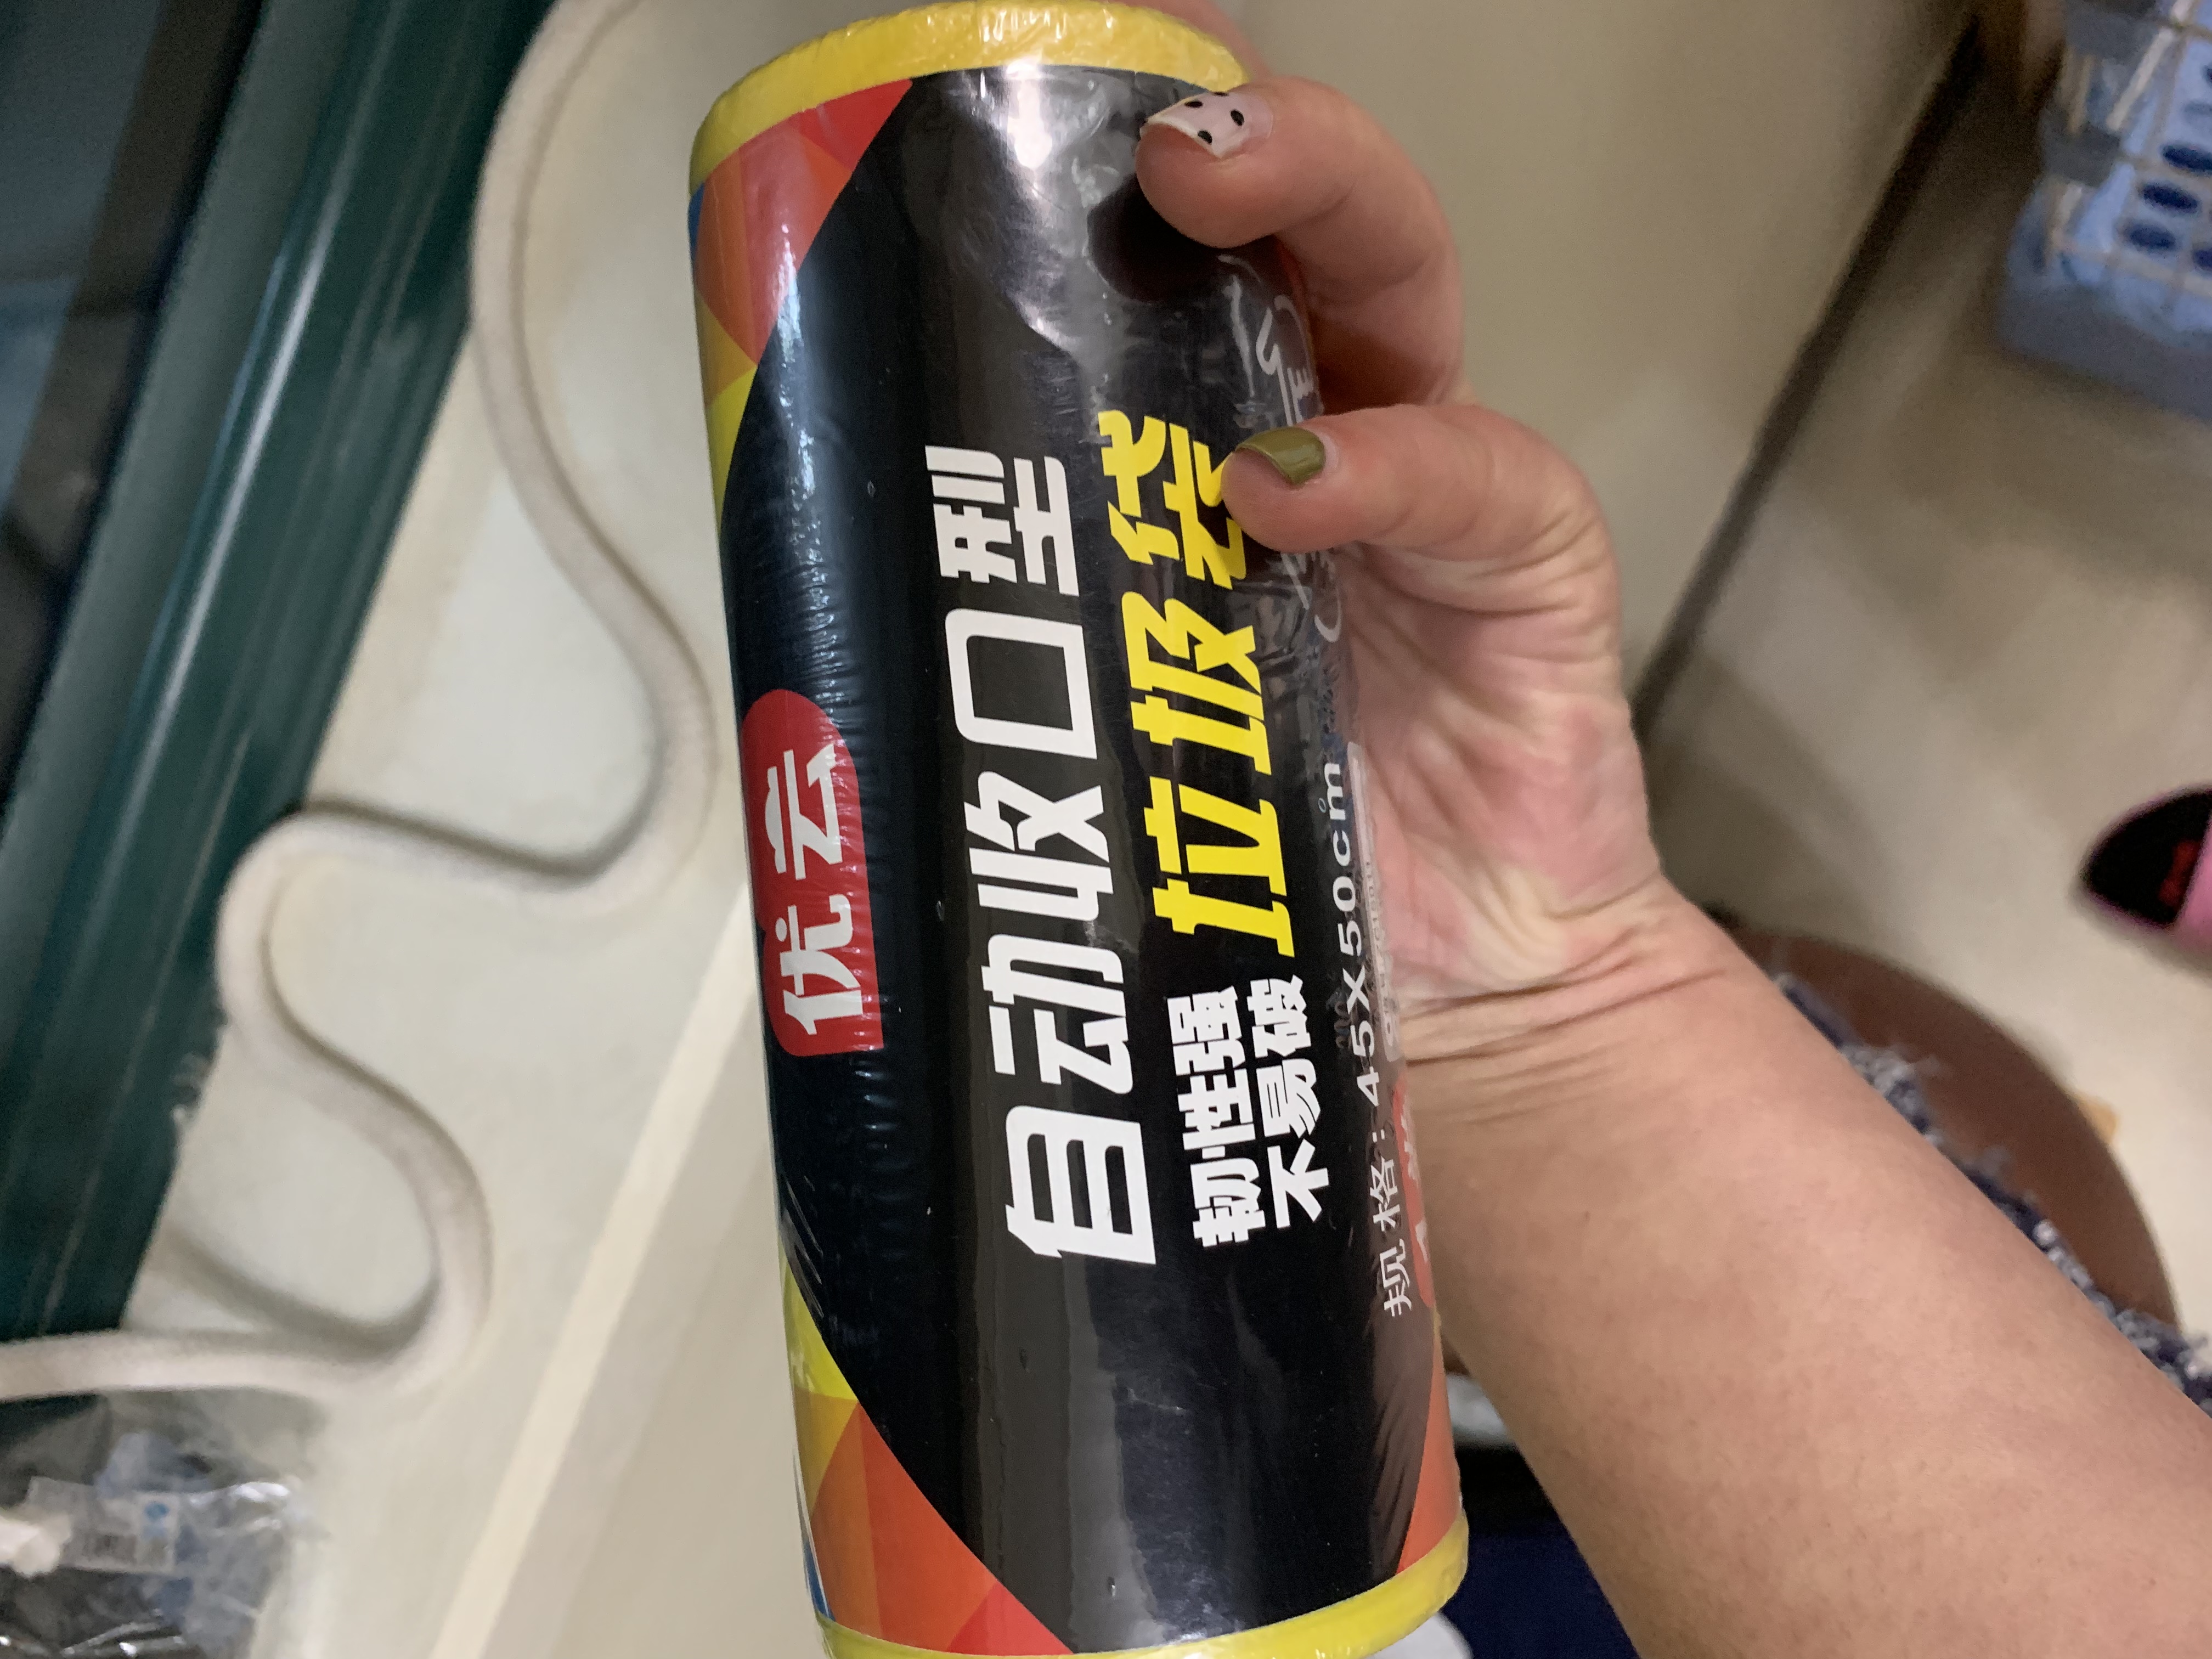 优云
自动收口型
垃圾袋
韧性强
不易破
规格：45X50cm